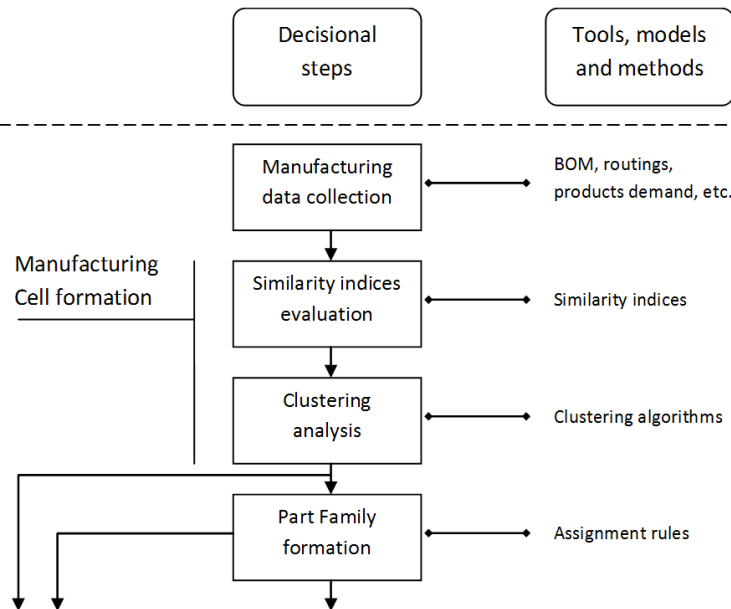 Decisional
steps
Tools, models
and methods
Manufacturing
data collection
BOM, routings,
products demand, etc.
Manufacturing
Cell formation
Similarity indices
evaluation
Similarity indices
Clustering
analysis
Clustering algorithms
Part Family
formation
Assignment rules